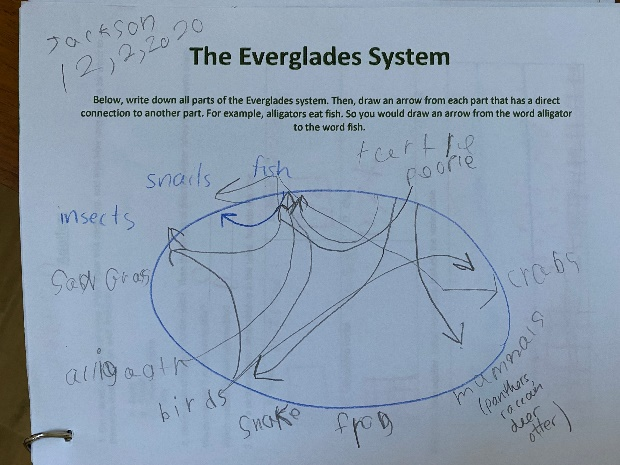 Jackson
12,2,2020
The Everglades System
Below, write down all parts of the Everglades system. Then, draw an arrow from each part that has a direct
connection to another part. For example, alligators eat fish. So you would draw an arrow from the word alligator
to the word fish.
fish
snails
insects
Saw Gras
birds
snake
frog
crabs
mammals
(panthers
raccoon
deer
otter)